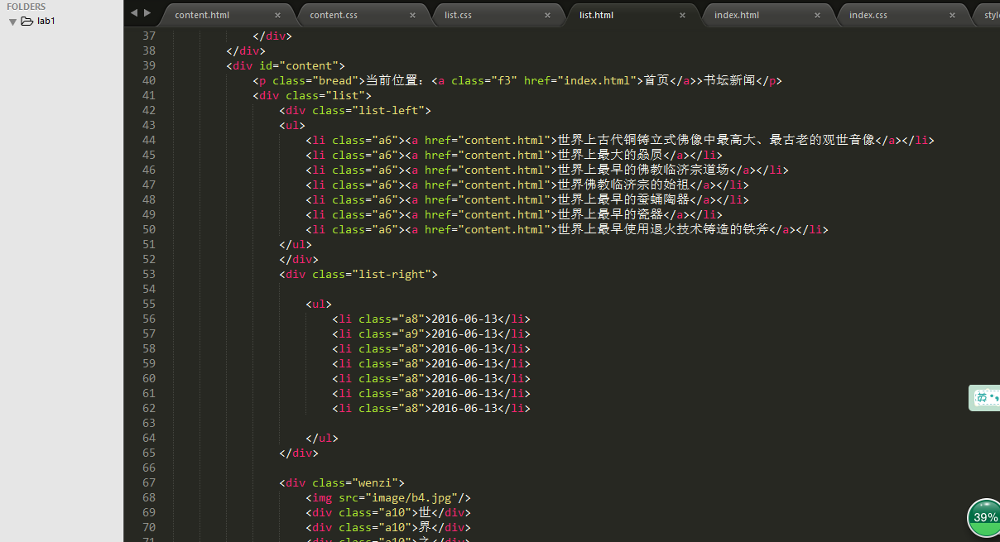 FOLDERS
lab1
content.html × content.css × list.css × list.html × index.html × index.css × style
37 </div>
38 </div>
39 <div id="content">
40 <p class="bread">当前位置：<a class="f3" href="index.html">首页</a>>书坛新闻</p>
41 <div class="list">
42 <div class="list-left">
43 <ul>
44 <li class="a6"><a href="content.html">世界上古代铜铸立式佛像中最高大、最古老的观世音像</a></li>
45 <li class="a6"><a href="content.html">世界上最大的赑屃</a></li>
46 <li class="a6"><a href="content.html">世界上最早的佛教临济宗道场</a></li>
47 <li class="a6"><a href="content.html">世界佛教临济宗的始祖</a></li>
48 <li class="a6"><a href="content.html">世界上最早的蚕蛹陶器</a></li>
49 <li class="a6"><a href="content.html">世界上最早的瓷器</a></li>
50 <li class="a6"><a href="content.html">世界上最早使用退火技术铸造的铁斧</a></li>
51 </ul>
52 </div>
53 <div class="list-right">
54
55 <ul>
56 <li class="a8">2016-06-13</li>
57 <li class="a9">2016-06-13</li>
58 <li class="a8">2016-06-13</li>
59 <li class="a8">2016-06-13</li>
60 <li class="a8">2016-06-13</li>
61 <li class="a8">2016-06-13</li>
62 <li class="a8">2016-06-13</li>
63
64 </ul>
65 </div>
66
67 <div class="wenzi">
68 <img src="image/b4.jpg"/>
69 <div class="a10">世</div>
70 <div class="a10">界</div>
71 <div class="a10">之</div>
英
39%